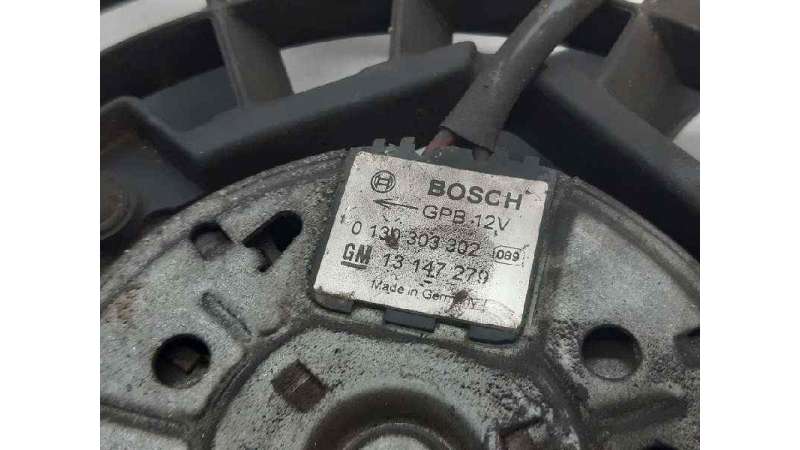 BOSCH
GPB 12V
0 130 303 302 089
GM 13 147 279
Made in Germany